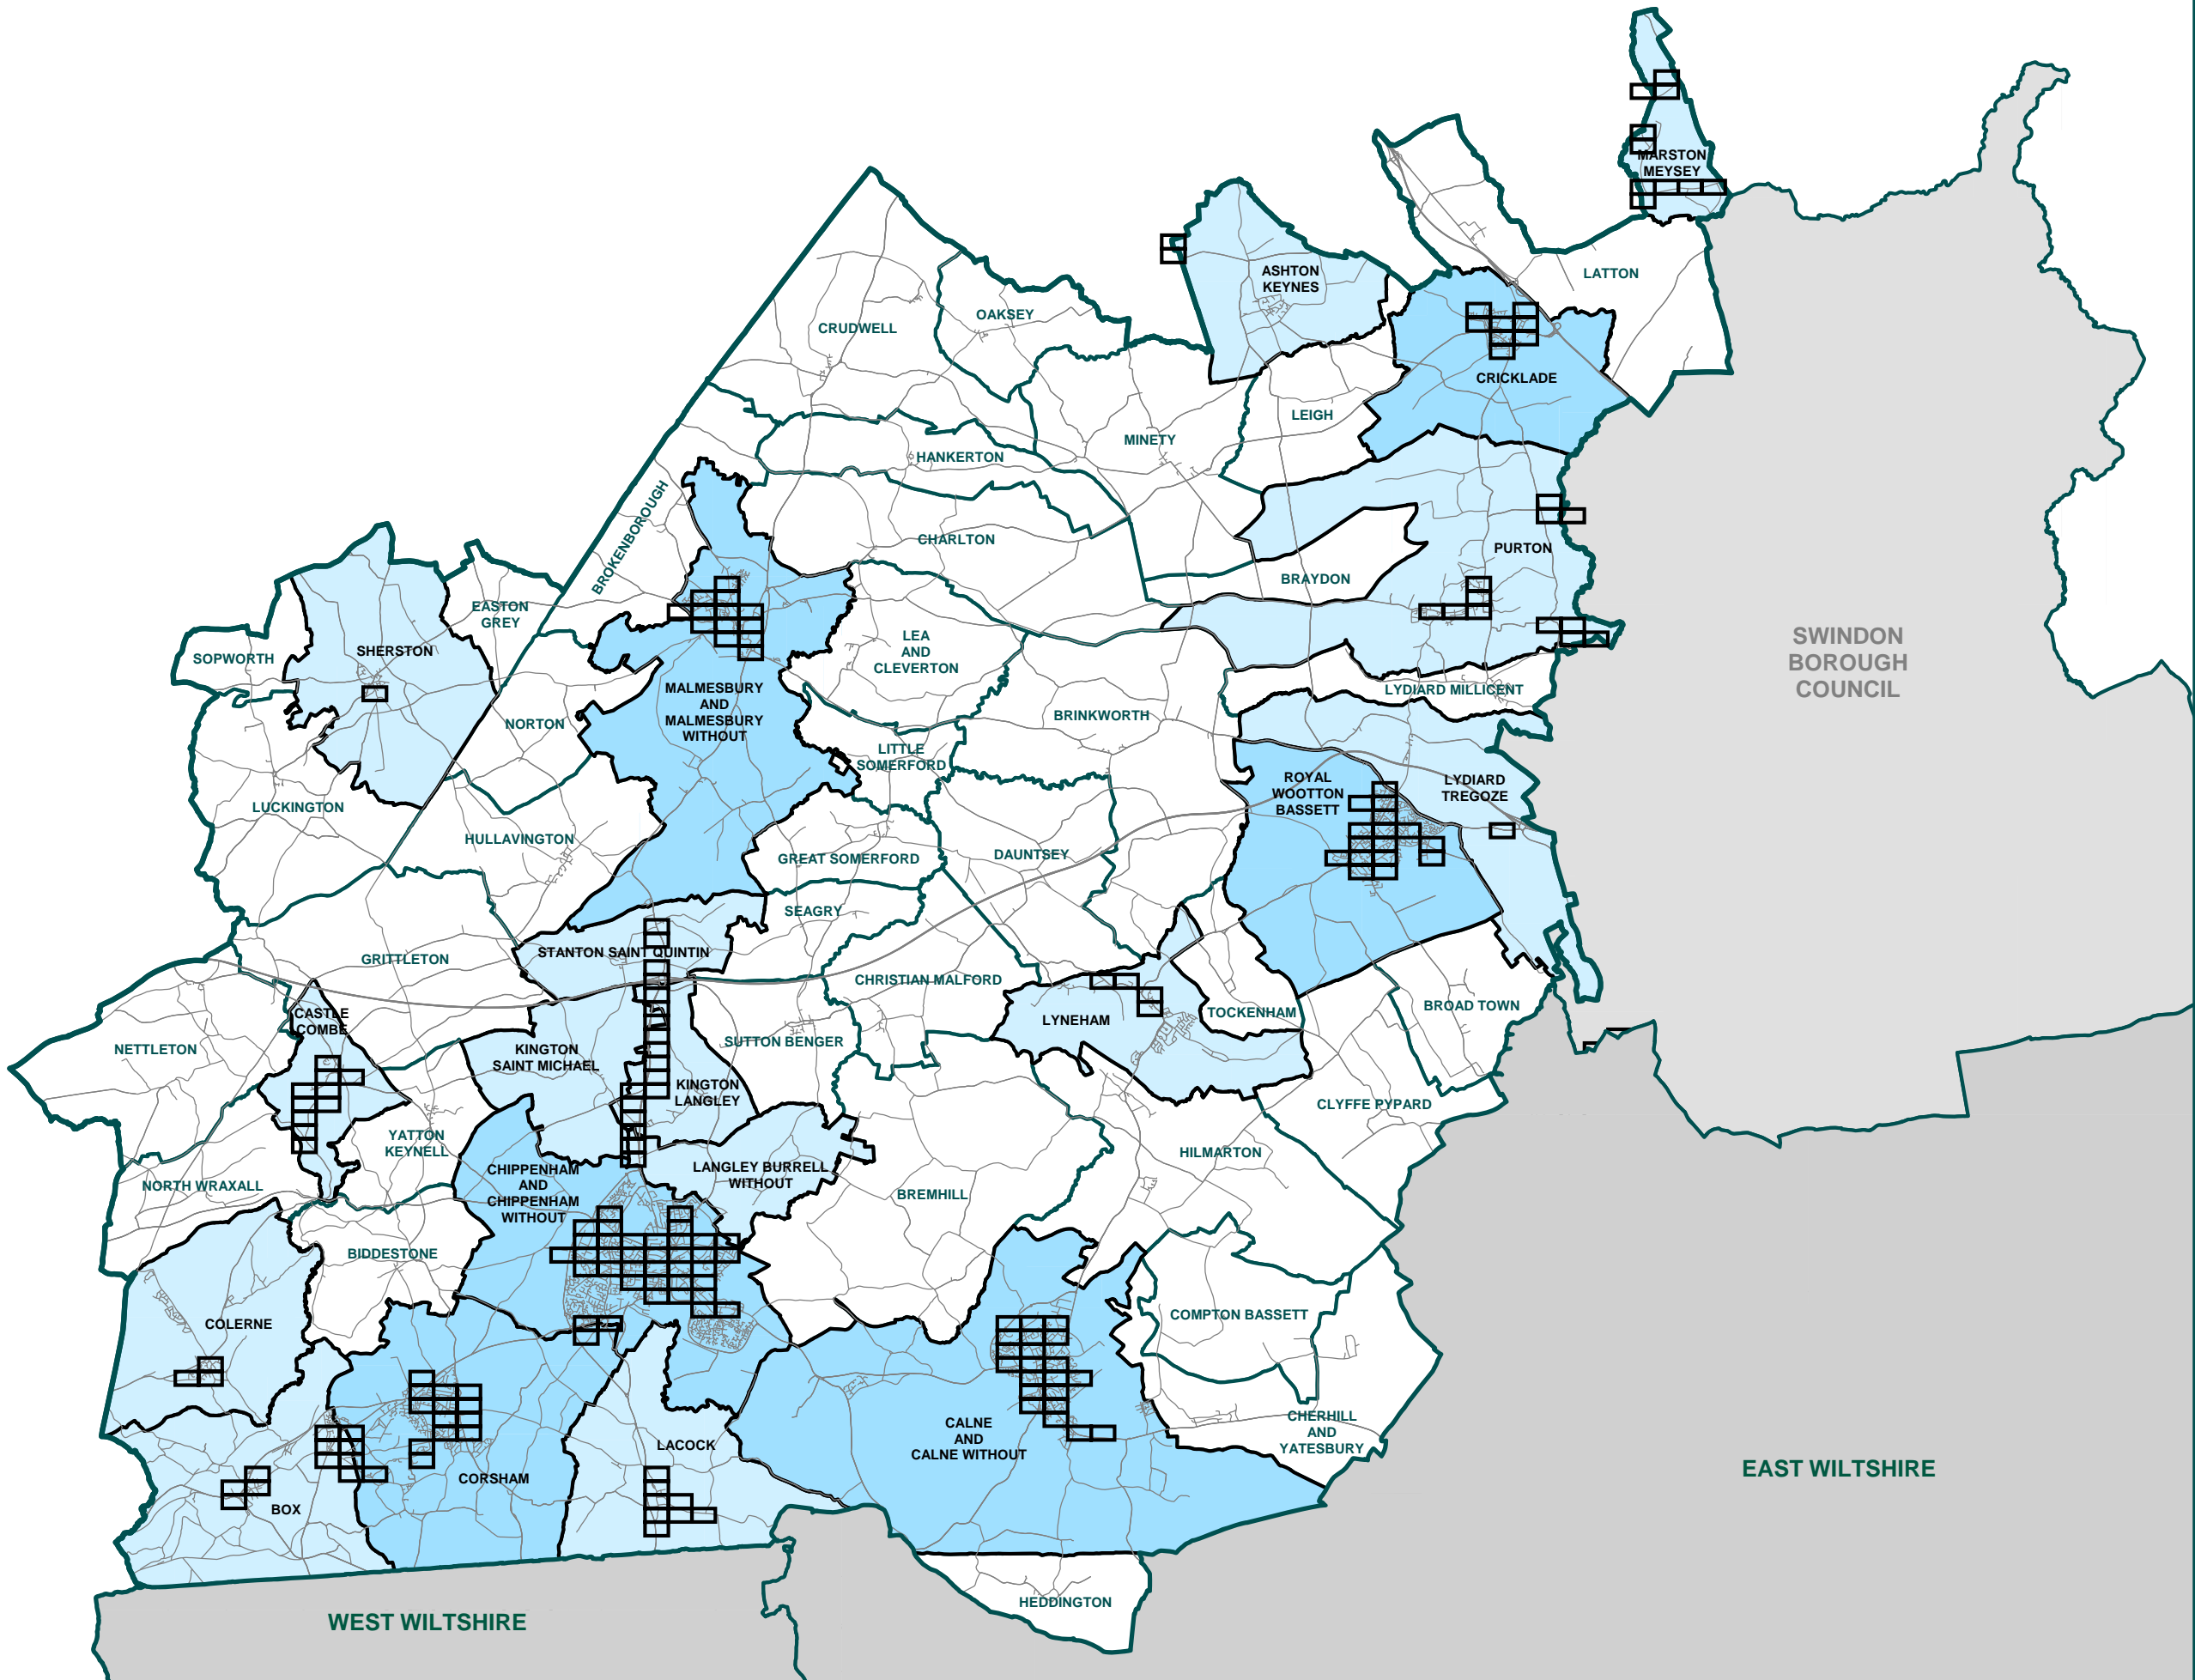 MARSTON
MEYSEY
LATTON
ASHTON
KEYNES
OAKSEY
CRUDWELL
CRICKLADE
LEIGH
MINETY
HANKERTON
BROKENBOROUGH
CHARLTON
PURTON
BRAYDON
EASTON
GREY
SHERSTON
SOPWORTH
LEA
AND
CLEVERTON
SWINDON
BOROUGH
COUNCIL
MALMESBURY
AND
MALMESBURY
WITHOUT
LYDIARD MILLICENT
NORTON
BRINKWORTH
LITTLE
SOMERFORD
ROYAL
WOOTTON
BASSETT
LYDIARD
TREGOZE
LUCKINGTON
HULLAVINGTON
GREAT SOMERFORD
DAUNTSEY
SEAGRY
STANTON SAINT QUINTIN
GRITTLETON
CHRISTIAN MALFORD
BROAD TOWN
TOCKENHAM
LYNEHAM
CASTLE
COMBE
NETTLETON
SUTTON BENGER
KINGTON
SAINT MICHAEL
KINGTON
LANGLEY
CLYFFE PYPARD
YATTON
KEYNELL
HILMARTON
LANGLEY BURRELL
WITHOUT
CHIPPENHAM
AND
CHIPPENHAM
WITHOUT
NORTH WRAXALL
BREMHILL
BIDDESTONE
COLERNE
COMPTON BASSETT
CHERHILL
AND
YATESBURY
CALNE
AND
CALNE WITHOUT
LACOCK
CORSHAM
BOX
EAST WILTSHIRE
HEDDINGTON
WEST WILTSHIRE